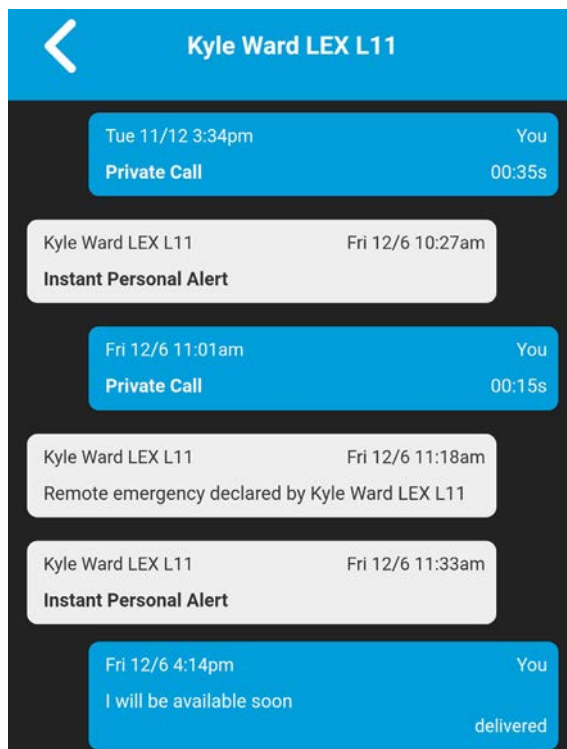 Kyle Ward LEX L11
Tue 11/12 3:34pm You
Private Call 00:35s
Kyle Ward LEX L11 Fri 12/6 10:27am
Instant Personal Alert
Fri 12/6 11:01am You
Private Call 00:15s
Kyle Ward LEX L11 Fri 12/6 11:18am
Remote emergency declared by Kyle Ward LEX L11
Kyle Ward LEX L11 Fri 12/6 11:33am
Instant Personal Alert
Fri 12/6 4:14pm You
I will be available soon
delivered